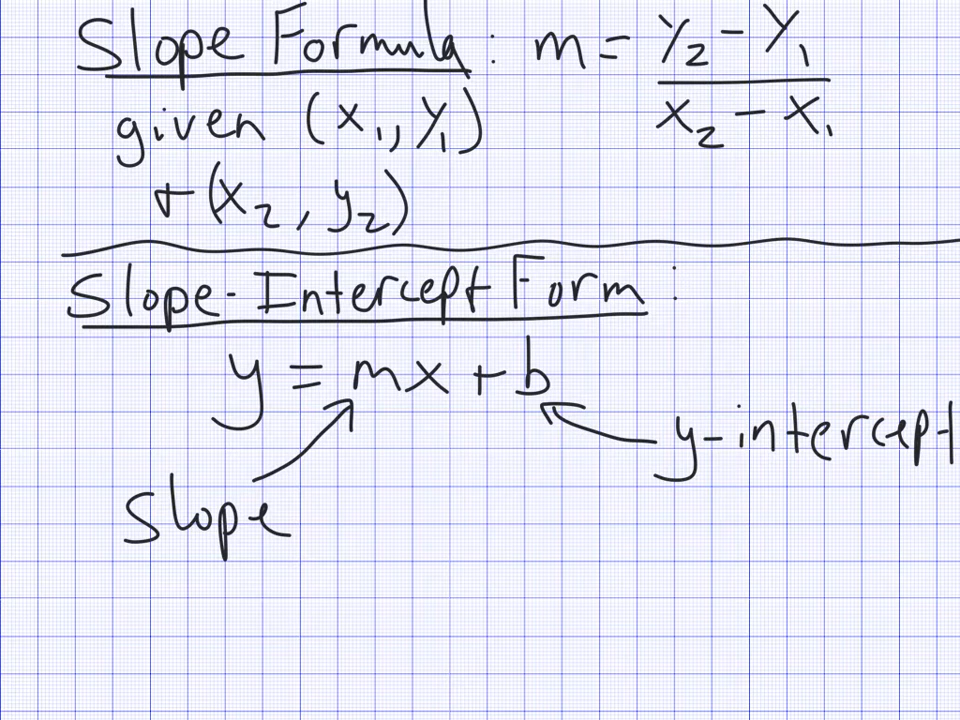 Slope Formula: m = y₂ - y₁ / x₂ - x₁
given (x₁, y₁)
+ (x₂, y₂)
Slope-Intercept Form:
y = mx + b
y-intercept
slope